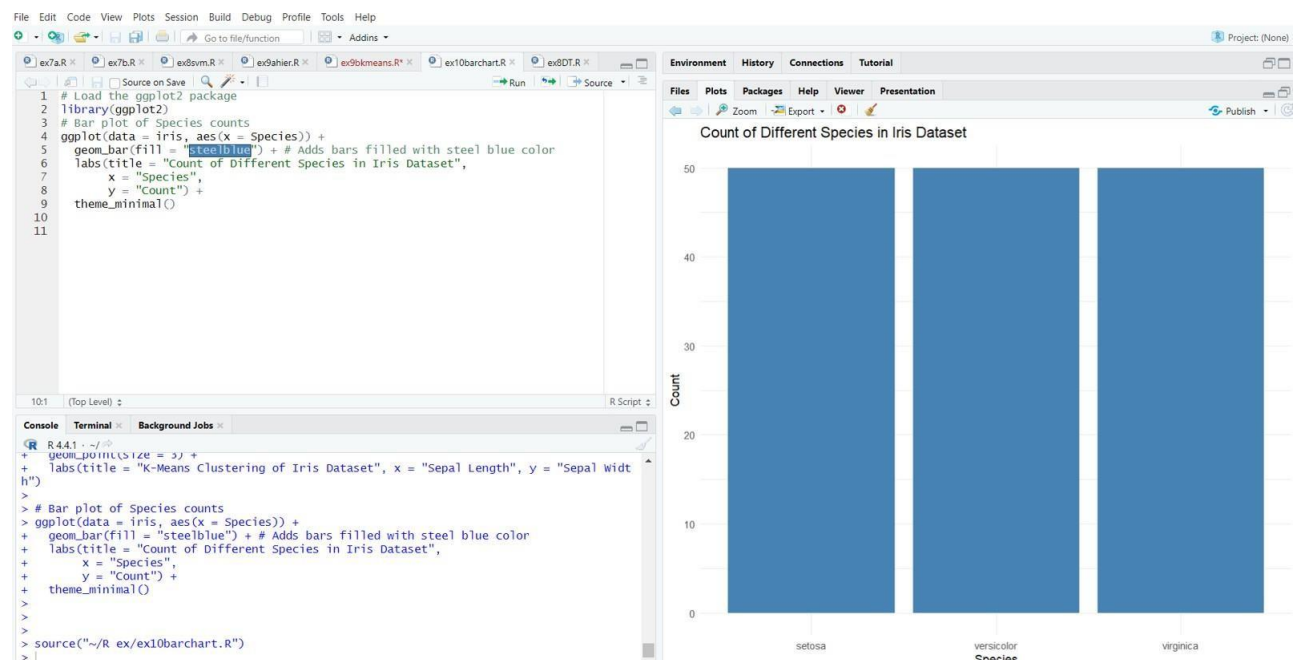 File Edit Code View Plots Session Build Debug Profile Tools Help
Go to file/function Addins Project: (None)
ex7a.R ex7b.R ex8svm.R ex9ahier.R ex9bkmeans.R* ex10barchart.R ex8DT.R
Source on Save Run Source
1 # Load the ggplot2 package
2 library(ggplot2)
3 # Bar plot of Species counts
4 ggplot(data = iris, aes(x = Species)) +
5   geom_bar(fill = "steelblue") + # Adds bars filled with steel blue color
6   labs(title = "Count of Different Species in Iris Dataset",
7        x = "Species",
8        y = "Count") +
9   theme_minimal()
10
11
10:1 (Top Level) R Script
Console Terminal Background Jobs
R 4.4.1 · ~/
+   geom_point(size = 3) +
+   labs(title = "K-Means Clustering of Iris Dataset", x = "Sepal Length", y = "Sepal Widt
h")
>
> # Bar plot of Species counts
> ggplot(data = iris, aes(x = Species)) +
+   geom_bar(fill = "steelblue") + # Adds bars filled with steel blue color
+   labs(title = "Count of Different Species in Iris Dataset",
+        x = "Species",
+        y = "Count") +
+   theme_minimal()
>
>
>
> source("~/R ex/ex10barchart.R")
>
Environment History Connections Tutorial
Files Plots Packages Help Viewer Presentation
Zoom Export Publish
Count of Different Species in Iris Dataset
50
40
30
Count
20
10
0
setosa versicolor virginica
Species